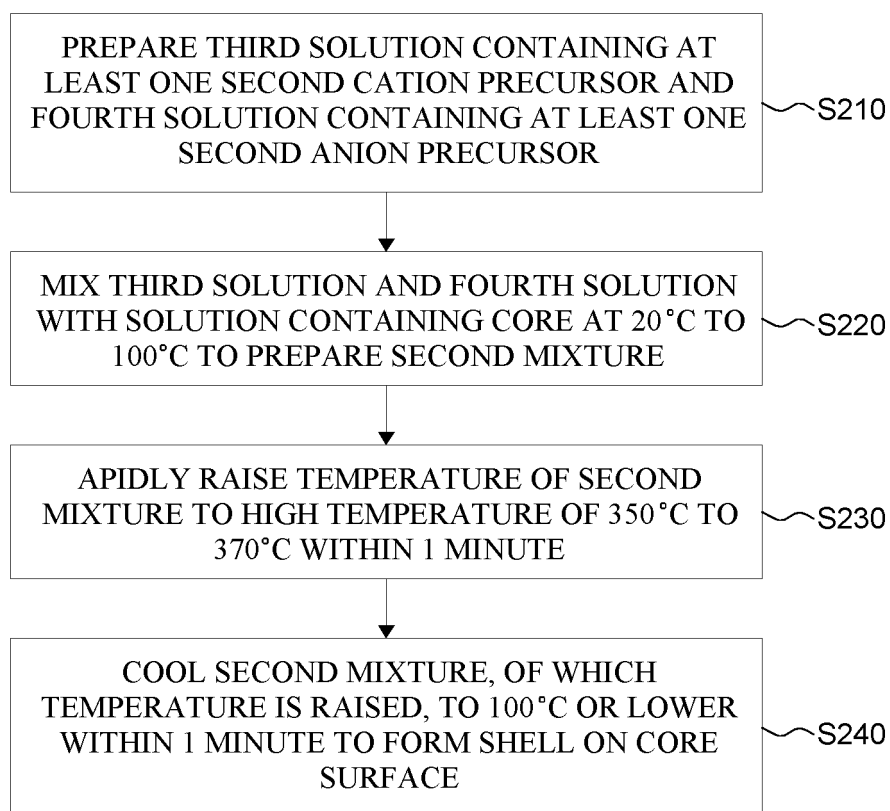 PREPARE THIRD SOLUTION CONTAINING AT
LEAST ONE SECOND CATION PRECURSOR AND
FOURTH SOLUTION CONTAINING AT LEAST ONE
SECOND ANION PRECURSOR
S210
MIX THIRD SOLUTION AND FOURTH SOLUTION
WITH SOLUTION CONTAINING CORE AT 20°C TO
100°C TO PREPARE SECOND MIXTURE
S220
APIDLY RAISE TEMPERATURE OF SECOND
MIXTURE TO HIGH TEMPERATURE OF 350°C TO
370°C WITHIN 1 MINUTE
S230
COOL SECOND MIXTURE, OF WHICH
TEMPERATURE IS RAISED, TO 100°C OR LOWER
WITHIN 1 MINUTE TO FORM SHELL ON CORE
SURFACE
S240